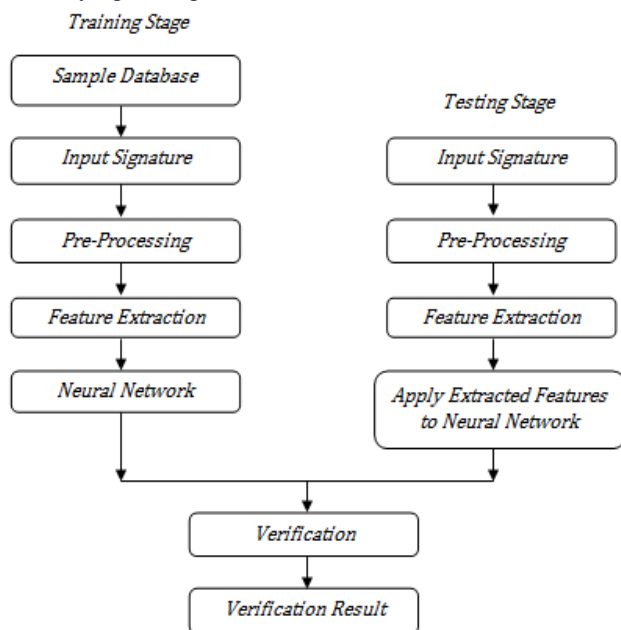 Training Stage
Sample Database
Input Signature
Pre-Processing
Feature Extraction
Neural Network
Testing Stage
Input Signature
Pre-Processing
Feature Extraction
Apply Extracted Features
to Neural Network
Verification
Verification Result